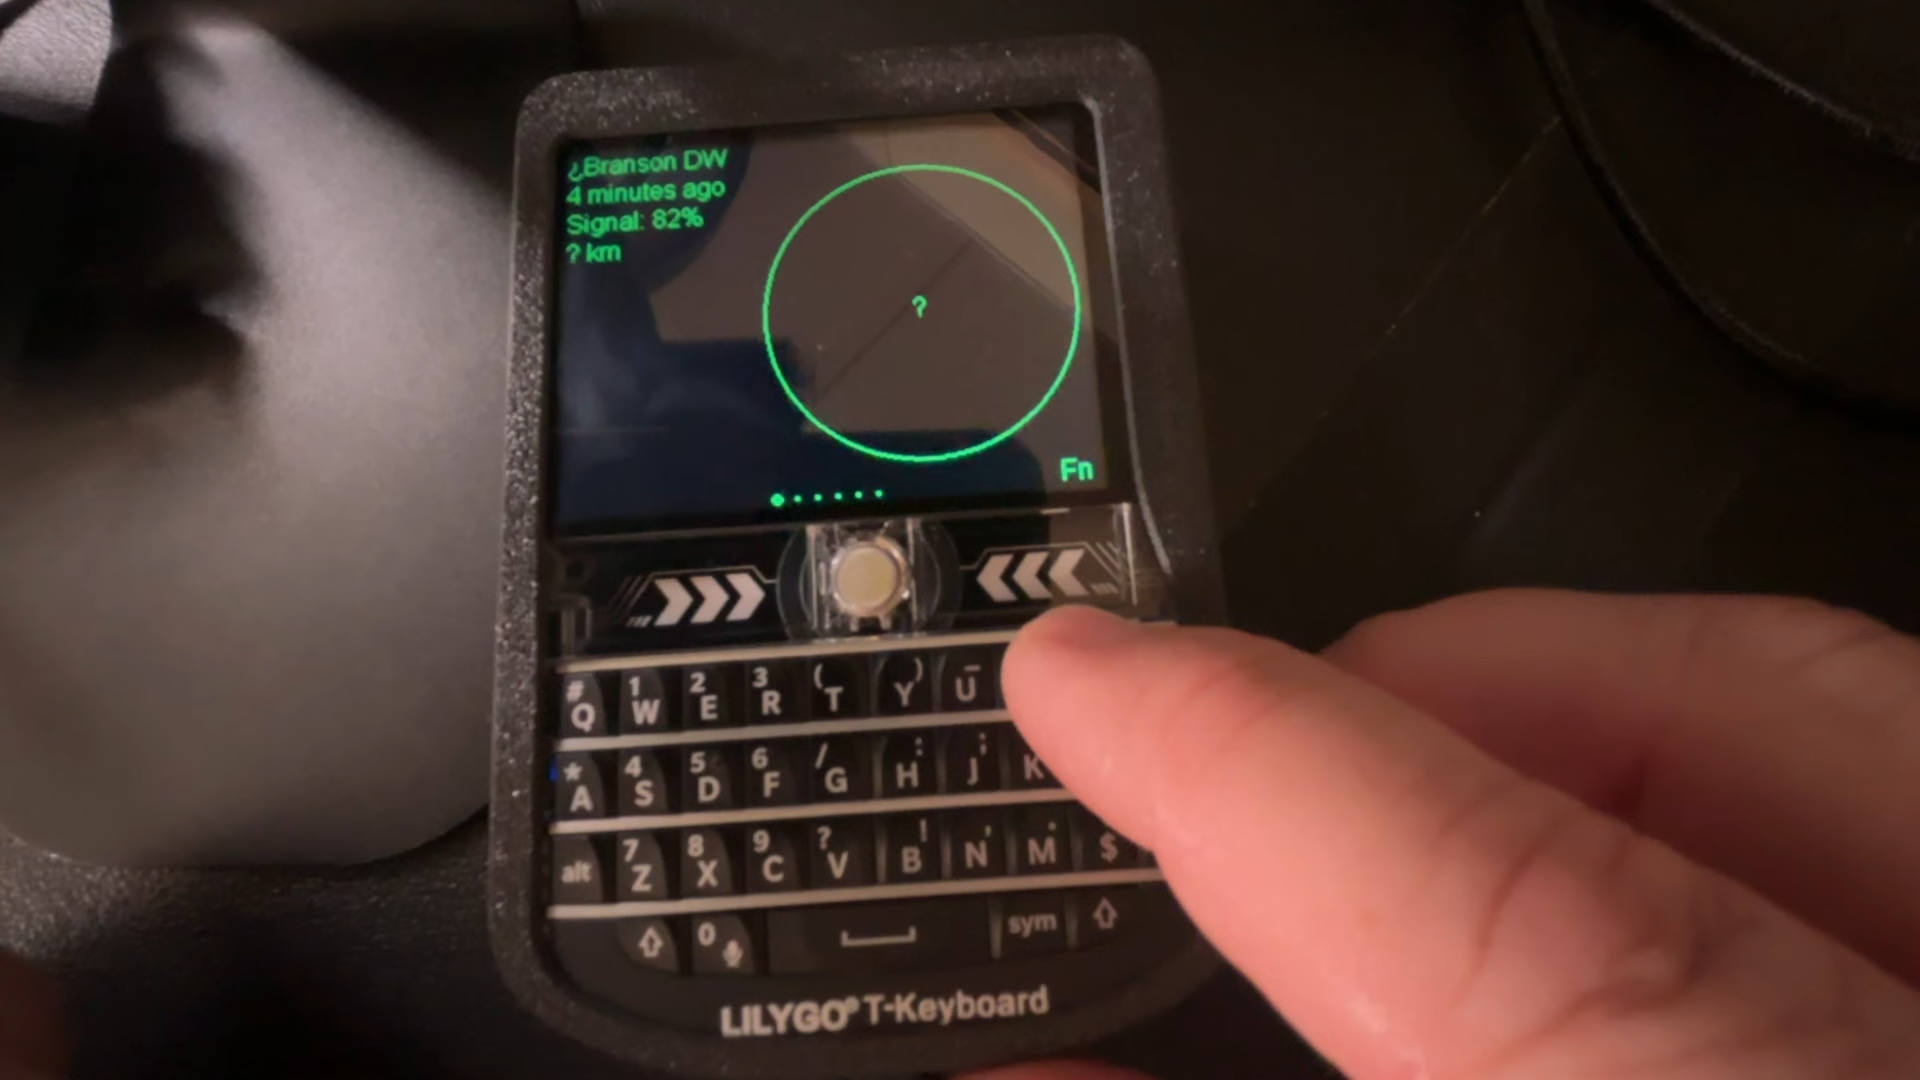 ¿Branson DW
4 minutes ago
Signal: 82%
? km
?
Fn
# 1 2 3 ( ) _
Q W E R T Y U
* 4 5 6 / : ;
A S D F G H J K
7 8 9 ? ! , .
alt Z X C V B N M $
0
sym
LILYGO® T-Keyboard